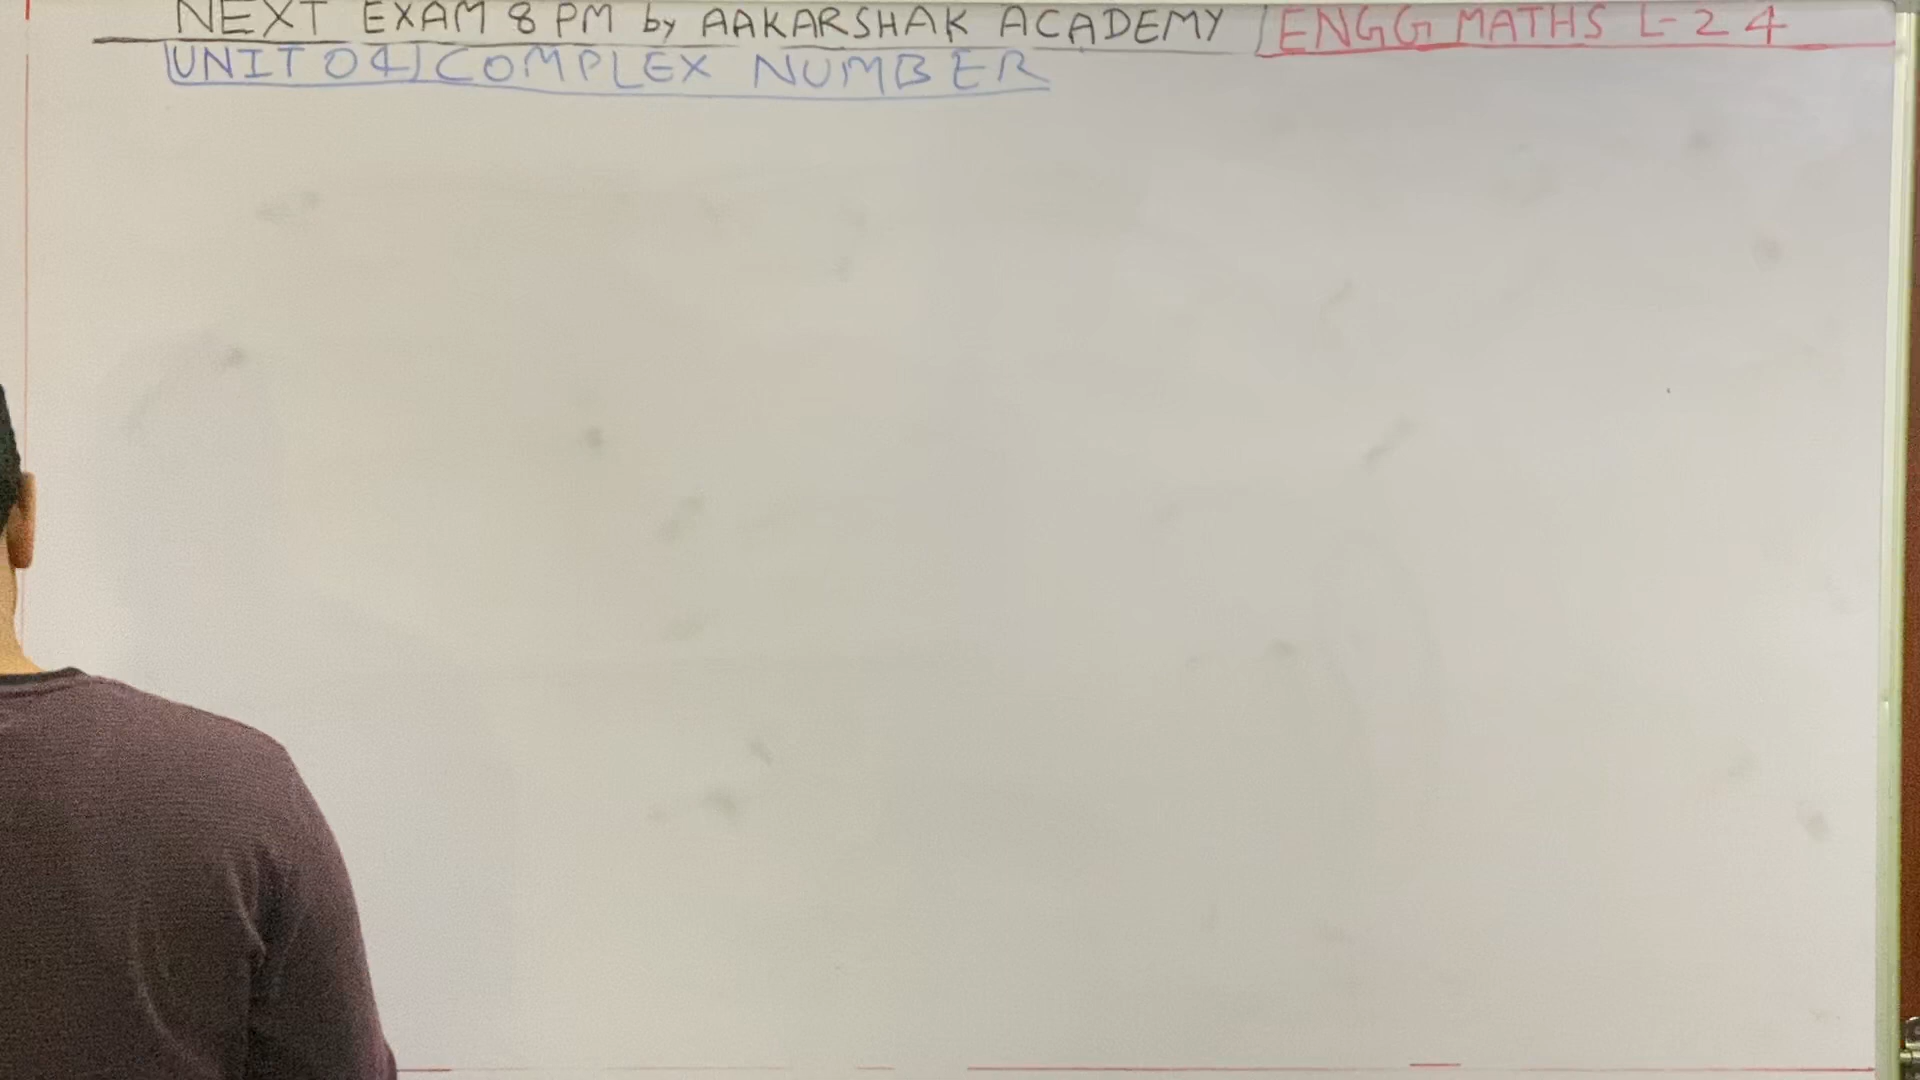 NEXT EXAM 8 PM by AAKARSHAK ACADEMY ENGG MATHS L-24
UNIT 04 COMPLEX NUMBER